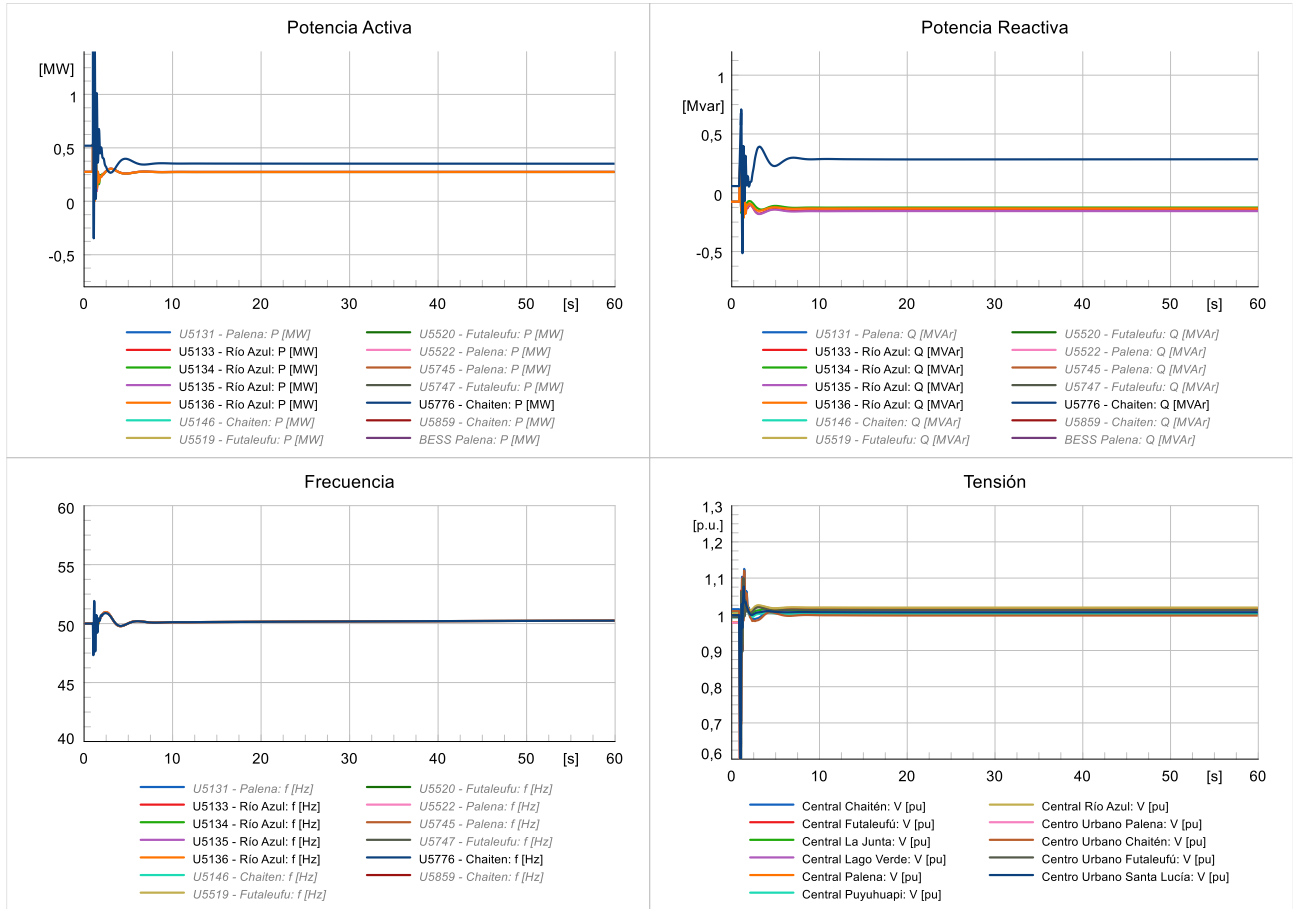 Potencia Activa
[MW]
1
0,5
0
-0,5
0 10 20 30 40 [s] 60
U5131 - Palena: P [MW]
U5133 - Río Azul: P [MW]
U5134 - Río Azul: P [MW]
U5135 - Río Azul: P [MW]
U5136 - Río Azul: P [MW]
U5146 - Chaiten: P [MW]
U5519 - Futaleufu: P [MW]
U5520 - Futaleufu: P [MW]
U5522 - Palena: P [MW]
U5745 - Palena: P [MW]
U5747 - Futaleufu: P [MW]
U5776 - Chaiten: P [MW]
U5859 - Chaiten: P [MW]
BESS Palena: P [MW]
Potencia Reactiva
1
[Mvar]
0,5
0
-0,5
0 10 20 30 40 [s] 60
U5131 - Palena: Q [MVAr]
U5133 - Río Azul: Q [MVAr]
U5134 - Río Azul: Q [MVAr]
U5135 - Río Azul: Q [MVAr]
U5136 - Río Azul: Q [MVAr]
U5146 - Chaiten: Q [MVAr]
U5519 - Futaleufu: Q [MVAr]
U5520 - Futaleufu: Q [MVAr]
U5522 - Palena: Q [MVAr]
U5745 - Palena: Q [MVAr]
U5747 - Futaleufu: Q [MVAr]
U5776 - Chaiten: Q [MVAr]
U5859 - Chaiten: Q [MVAr]
BESS Palena: Q [MVAr]
Frecuencia
60
55
50
45
40
0 10 20 30 40 [s] 60
U5131 - Palena: f [Hz]
U5133 - Río Azul: f [Hz]
U5134 - Río Azul: f [Hz]
U5135 - Río Azul: f [Hz]
U5136 - Río Azul: f [Hz]
U5146 - Chaiten: f [Hz]
U5519 - Futaleufu: f [Hz]
U5520 - Futaleufu: f [Hz]
U5522 - Palena: f [Hz]
U5745 - Palena: f [Hz]
U5747 - Futaleufu: f [Hz]
U5776 - Chaiten: f [Hz]
U5859 - Chaiten: f [Hz]
Tensión
1,3
[p.u.]
1,2
1,1
1
0,9
0,8
0,7
0,6
0 10 20 30 40 [s] 60
Central Chaitén: V [pu]
Central Futaleufú: V [pu]
Central La Junta: V [pu]
Central Lago Verde: V [pu]
Central Palena: V [pu]
Central Puyuhuapi: V [pu]
Central Río Azul: V [pu]
Centro Urbano Palena: V [pu]
Centro Urbano Chaitén: V [pu]
Centro Urbano Futaleufú: V [pu]
Centro Urbano Santa Lucía: V [pu]